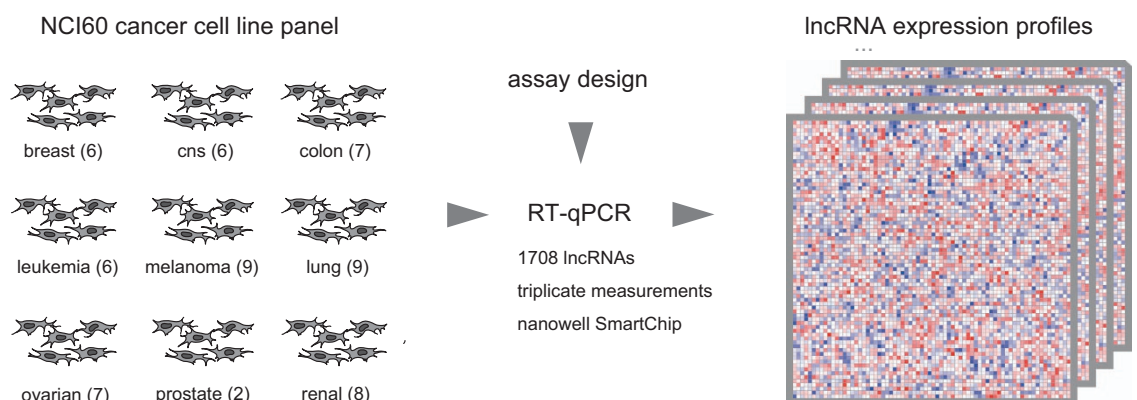 NCI60 cancer cell line panel
lncRNA expression profiles
...
assay design
breast (6)
cns (6)
colon (7)
RT-qPCR
1708 lncRNAs
triplicate measurements
nanowell SmartChip
leukemia (6)
melanoma (9)
lung (9)
,
ovarian (7)
prostate (2)
renal (8)